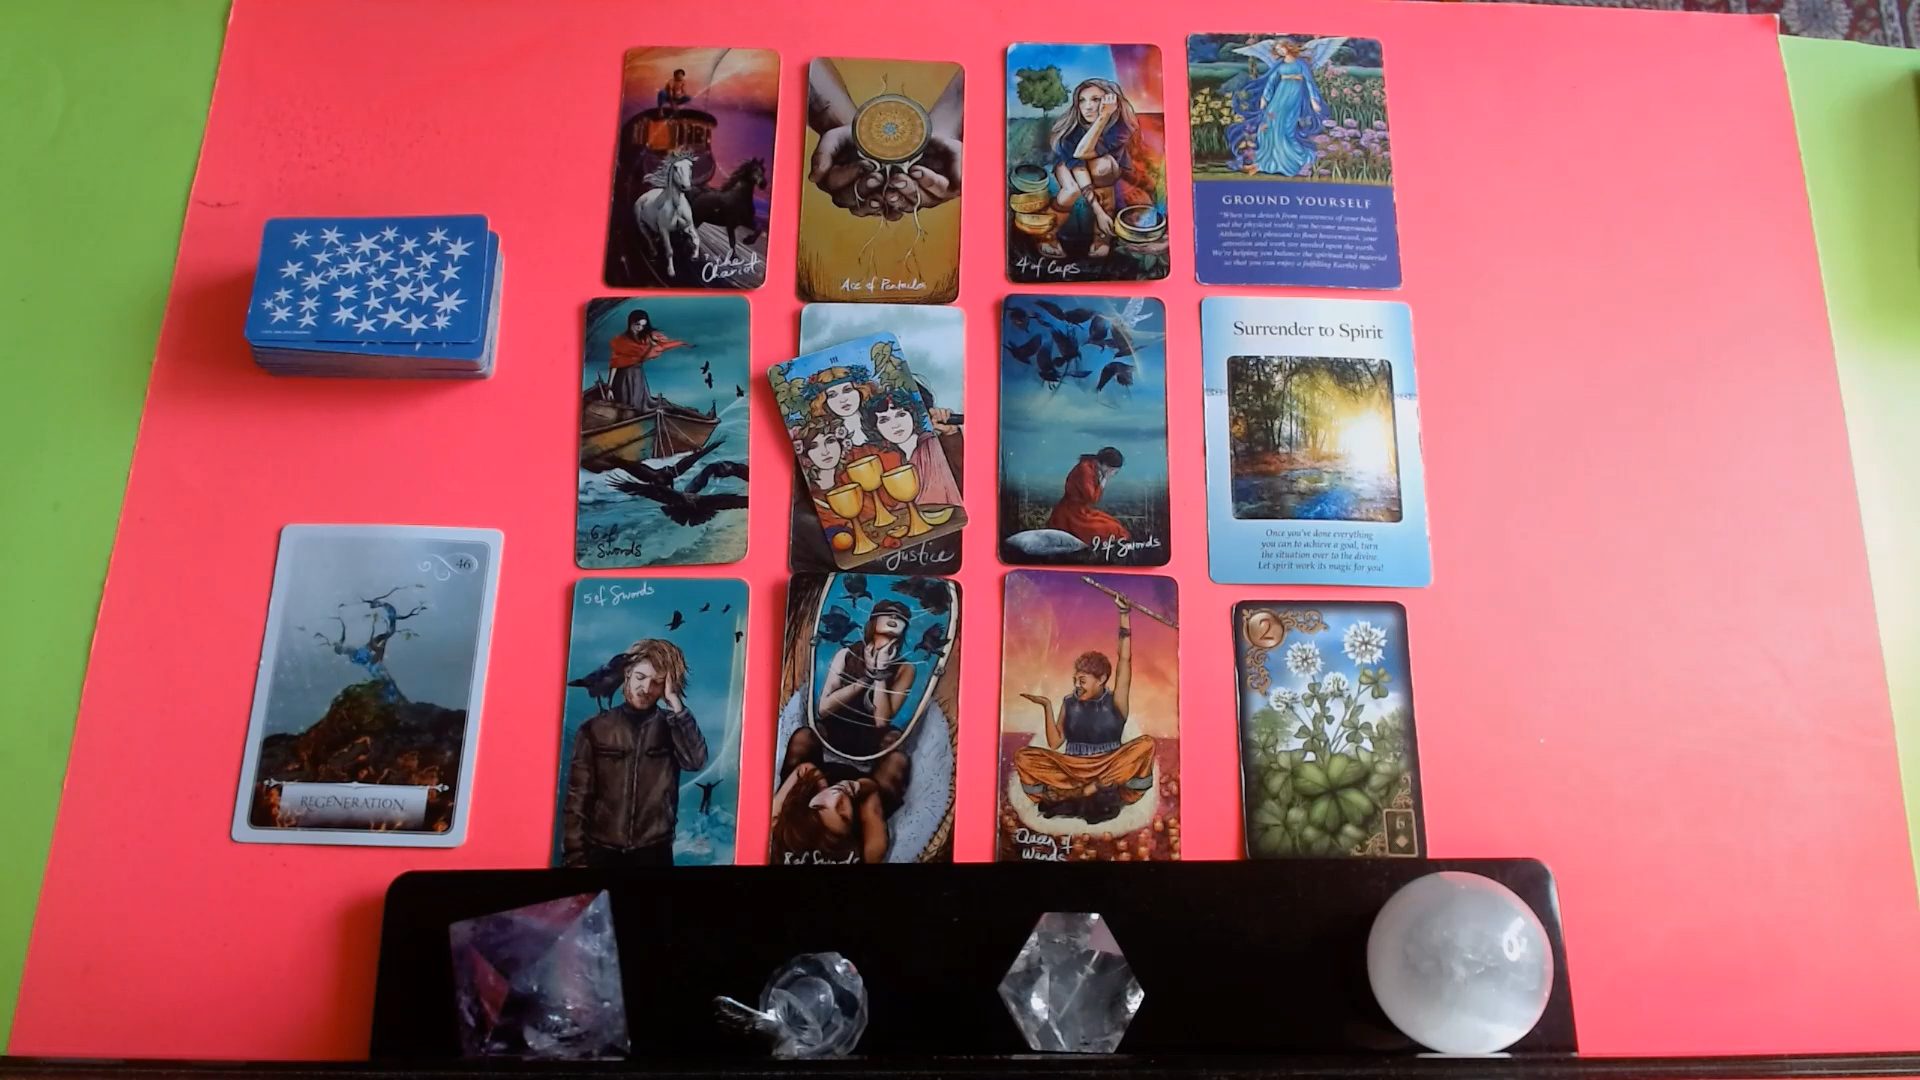 The
Chariot
Ace of Pentacles
4 of Cups
GROUND YOURSELF
"When you detach from awareness of your body
and the physical world, you become ungrounded.
Although it's pleasant to float heavenward, your
attention and work are needed upon the earth.
We're helping you balance the spiritual and material
so that you can enjoy a fulfilling Earthly life."
6 of
Swords
III
Justice
9 of Swords
Surrender to Spirit
Once you've done everything
you can to achieve a goal, turn
the situation over to the divine.
Let spirit work its magic for you!
46
REGENERATION
5 of Swords
8 of Swords
Queen of
Wands
2
6